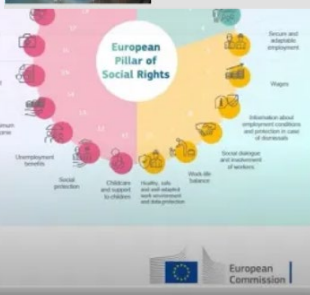 European
Pillar of
Social Rights
Secure and
adaptable
employment
Wages
Information about
employment conditions
and protection in case
of dismissals
Social dialogue
and involvement
of workers
Work-life
balance
Healthy, safe
and well-adapted
work environment
and data protection
Childcare
and support
to children
Social
protection
Unemployment
benefits
European
Commission